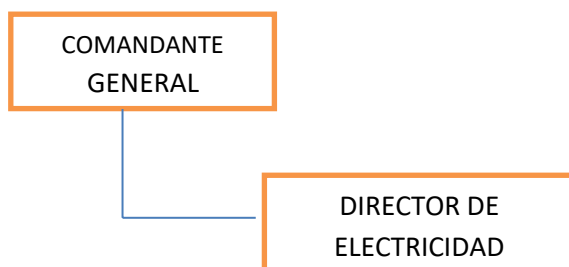 COMANDANTE
GENERAL
DIRECTOR DE
ELECTRICIDAD